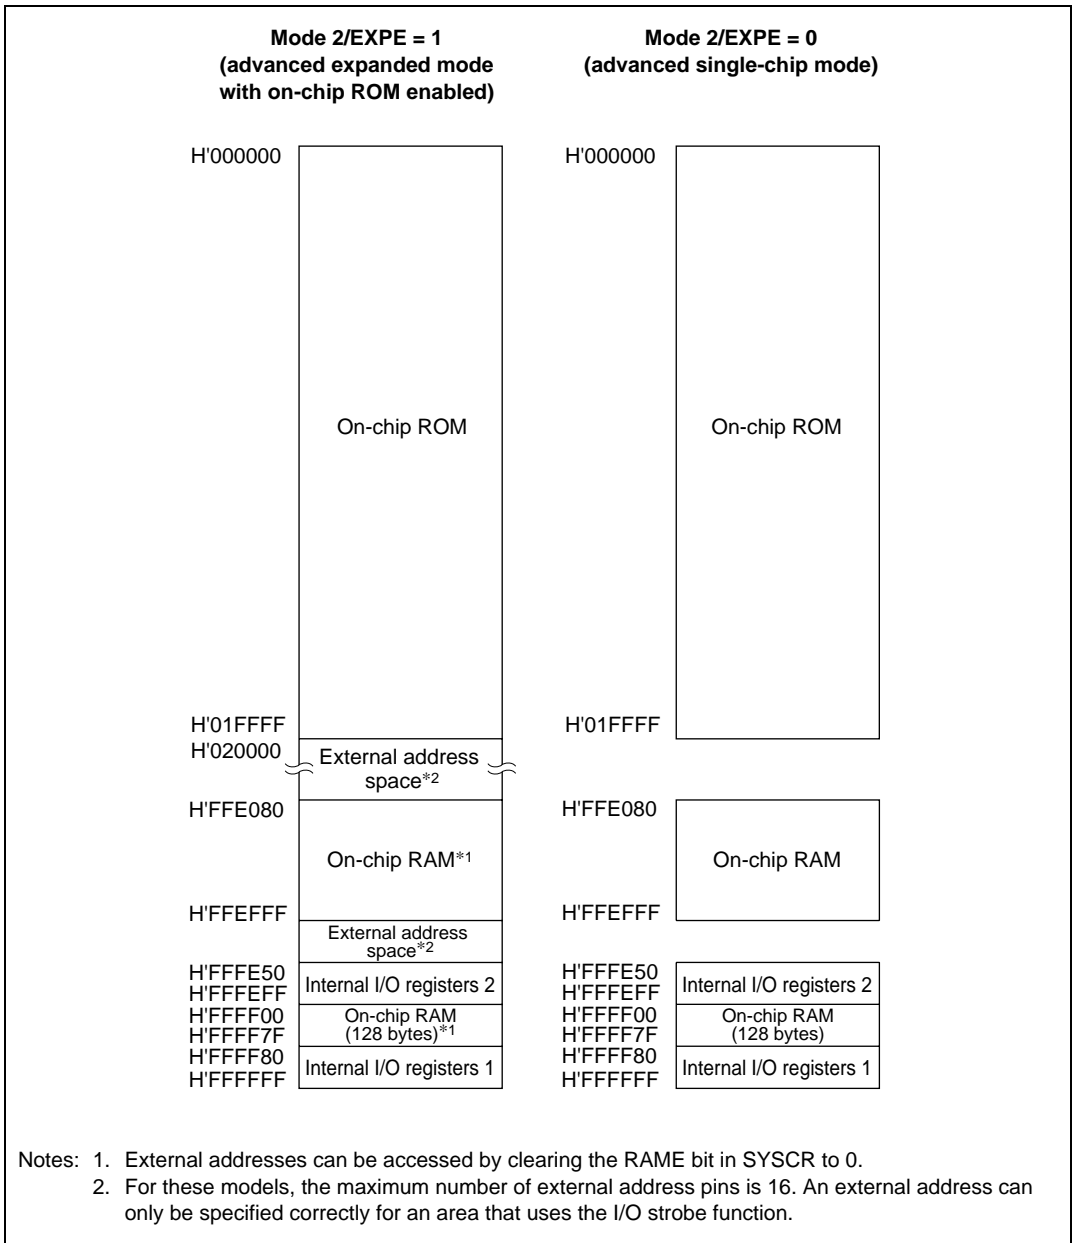 Mode 2/EXPE = 1
(advanced expanded mode
with on-chip ROM enabled)
H'000000
On-chip ROM
H'01FFFF
H'020000
External address
space*2
H'FFE080
On-chip RAM*1
H'FFEFFF
External address
space*2
H'FFFE50
Internal I/O registers 2
H'FFFEFF
H'FFFF00
On-chip RAM
(128 bytes)*1
H'FFFF7F
H'FFFF80
Internal I/O registers 1
H'FFFFFF
Mode 2/EXPE = 0
(advanced single-chip mode)
H'000000
On-chip ROM
H'01FFFF
H'FFE080
On-chip RAM
H'FFEFFF
H'FFFE50
Internal I/O registers 2
H'FFFEFF
H'FFFF00
On-chip RAM
(128 bytes)
H'FFFF7F
H'FFFF80
Internal I/O registers 1
H'FFFFFF
Notes: 1. External addresses can be accessed by clearing the RAME bit in SYSCR to 0.
2. For these models, the maximum number of external address pins is 16. An external address can
only be specified correctly for an area that uses the I/O strobe function.